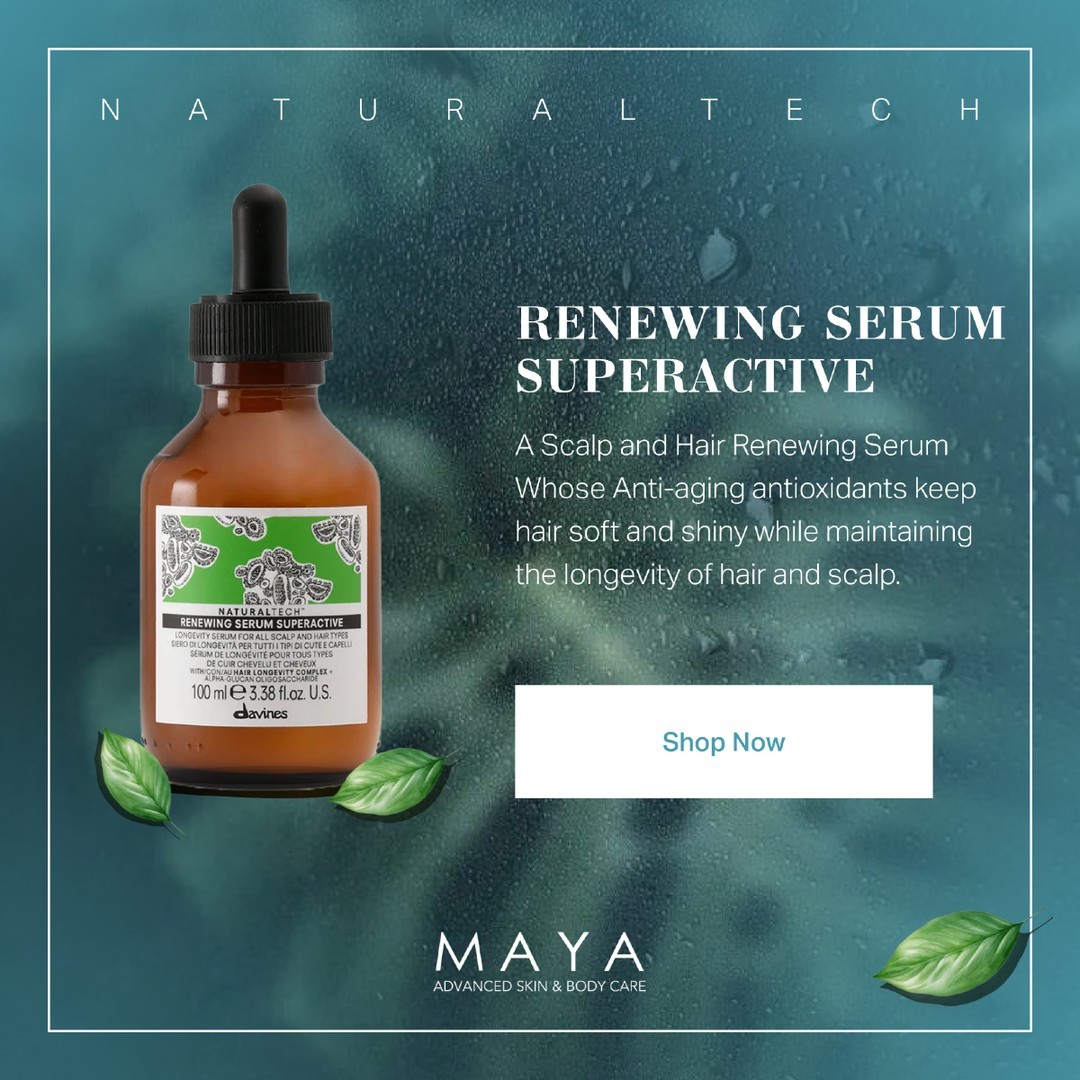 NATURALTECH
RENEWING SERUM
SUPERACTIVE
A Scalp and Hair Renewing Serum
Whose Anti-aging antioxidants keep
hair soft and shiny while maintaining
the longevity of hair and scalp.
NATURALTECH™
RENEWING SERUM SUPERACTIVE
LONGEVITY SERUM FOR ALL SCALP AND HAIR TYPES
SIERO DI LONGEVITÀ PER TUTTI I TIPI DI CUTE E CAPELLI
SÉRUM DE LONGÉVITÉ POUR TOUS TYPES
DE CUIR CHEVELU ET CHEVEUX
WITH/CON/AU HAIR LONGEVITY COMPLEX +
ALPHA-GLUCAN OLIGOSACCHARIDE
100 ml ℮ 3.38 fl.oz. U.S.
davines
Shop Now
MAYA
ADVANCED SKIN & BODY CARE